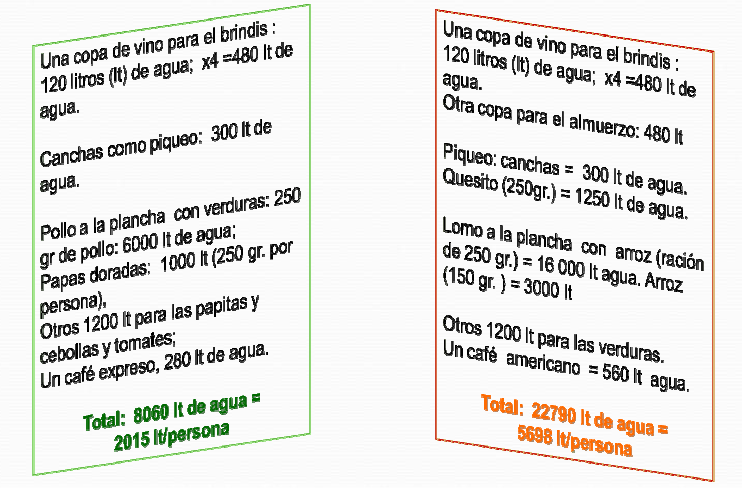 Una copa de vino para el brindis :
120 litros (lt) de agua;  x4 =480 lt de
agua.
Canchas como piqueo:  300 lt de
agua.
Pollo a la plancha  con verduras: 250
gr de pollo: 6000 lt de agua;
Papas doradas:  1000 lt (250 gr. por
persona),
Otros 1200 lt para las papitas y
cebollas y tomates;
Un café expreso, 280 lt de agua.
Total:  8060 lt de agua =
2015 lt/persona
Una copa de vino para el brindis :
120 litros (lt) de agua;  x4 =480 lt de
agua.
Otra copa para el almuerzo: 480 lt
Piqueo: canchas =  300 lt de agua.
Quesito (250gr.) = 1250 lt de agua.
Lomo a la plancha  con  arroz (ración
de 250 gr.) = 16 000 lt agua. Arroz
(150 gr. ) = 3000 lt
Otros 1200 lt para las verduras.
Un café  americano  = 560 lt  agua.
Total:  22790 lt de agua =
5698 lt/persona